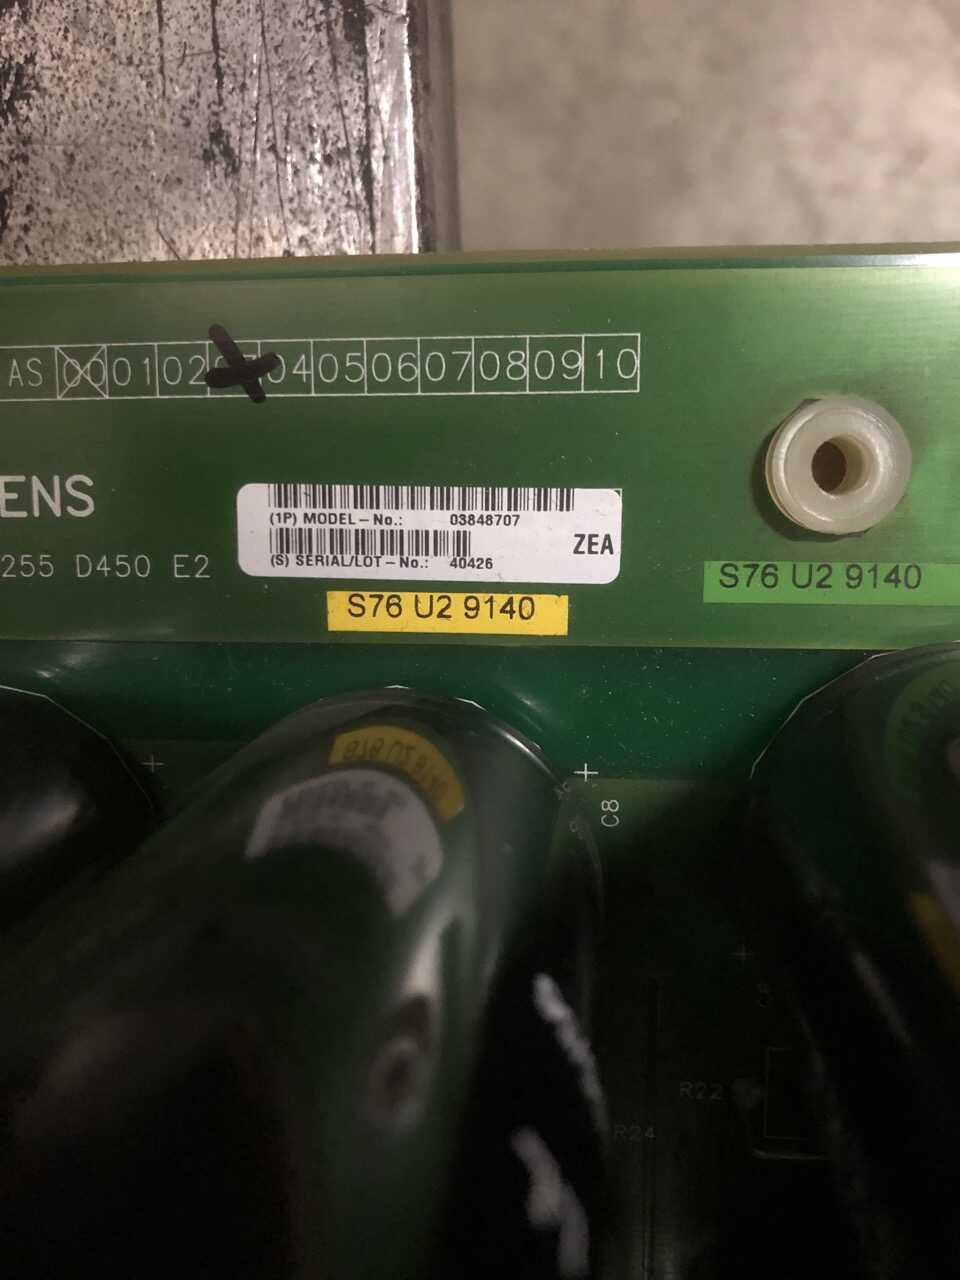 AS 00 01 02 04 05 06 07 08 09 10
ENS
(1P) MODEL-No.: 03848707
(S) SERIAL/LOT-No.: 40426
ZEA
255 D450 E2
S76 U2 9140
S76 U2 9140
C8
R22
R24